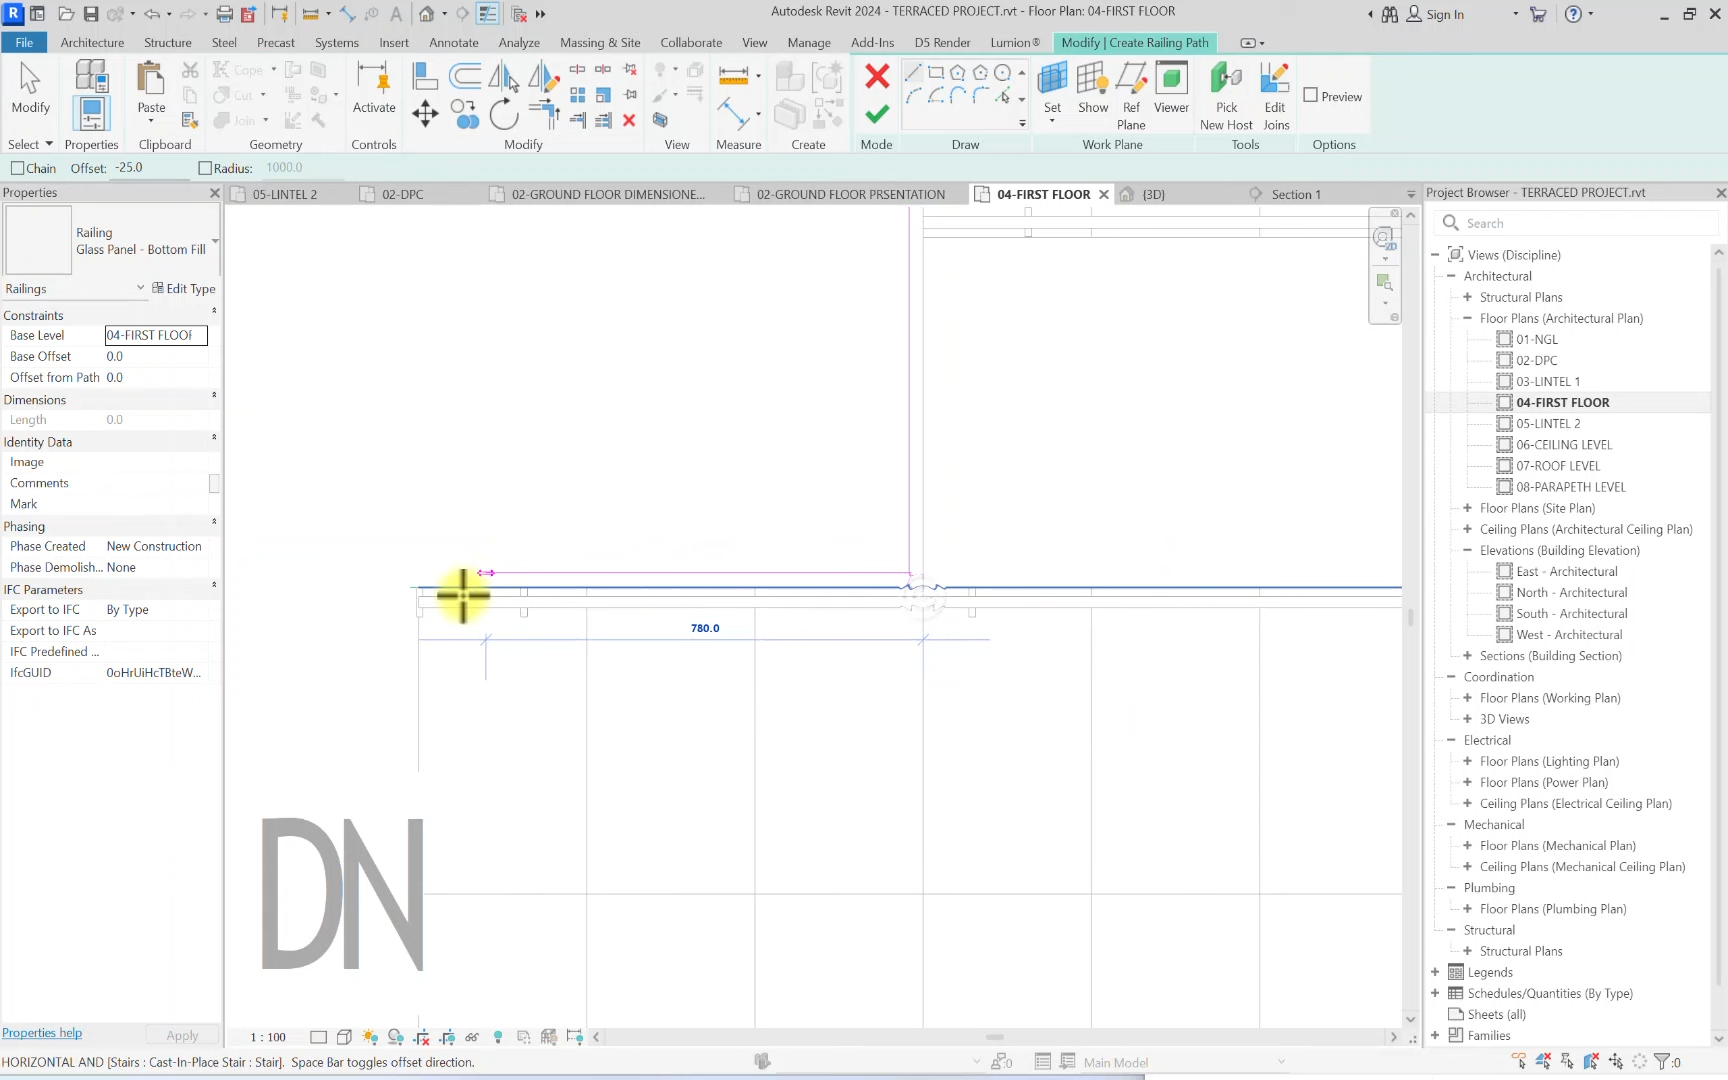 Autodesk Revit 2024 - TERRACED PROJECT.rvt - Floor Plan: 04-FIRST FLOOR
Sign In
File Architecture Structure Steel Precast Systems Insert Annotate Analyze Massing & Site Collaborate View Manage Add-Ins D5 Render Lumion® Modify | Create Railing Path
Modify
Paste
Cope
Cut
Join
Activate
Set
Show
Ref
Plane
Viewer
Pick
New Host
Edit
Joins
Preview
Select Properties Clipboard Geometry Controls Modify View Measure Create Mode Draw Work Plane Tools Options
Chain Offset: -25.0 Radius: 1000.0
Properties
05-LINTEL 2 02-DPC 02-GROUND FLOOR DIMENSIONE... 02-GROUND FLOOR PRSENTATION 04-FIRST FLOOR {3D} Section 1
Railing
Glass Panel - Bottom Fill
Railings Edit Type
Constraints
Base Level 04-FIRST FLOOR
Base Offset 0.0
Offset from Path 0.0
Dimensions
Length 0.0
Identity Data
Image
Comments
Mark
Phasing
Phase Created New Construction
Phase Demolish... None
IFC Parameters
Export to IFC By Type
Export to IFC As
IFC Predefined ...
IfcGUID 0oHrUiHcTBteW...
Properties help Apply
780.0
DN
1 : 100
HORIZONTAL AND [Stairs : Cast-In-Place Stair : Stair]. Space Bar toggles offset direction.
:0
Main Model
:0
Project Browser - TERRACED PROJECT.rvt
Search
Views (Discipline)
Architectural
Structural Plans
Floor Plans (Architectural Plan)
01-NGL
02-DPC
03-LINTEL 1
04-FIRST FLOOR
05-LINTEL 2
06-CEILING LEVEL
07-ROOF LEVEL
08-PARAPETH LEVEL
Floor Plans (Site Plan)
Ceiling Plans (Architectural Ceiling Plan)
Elevations (Building Elevation)
East - Architectural
North - Architectural
South - Architectural
West - Architectural
Sections (Building Section)
Coordination
Floor Plans (Working Plan)
3D Views
Electrical
Floor Plans (Lighting Plan)
Floor Plans (Power Plan)
Ceiling Plans (Electrical Ceiling Plan)
Mechanical
Floor Plans (Mechanical Plan)
Ceiling Plans (Mechanical Ceiling Plan)
Plumbing
Floor Plans (Plumbing Plan)
Structural
Structural Plans
Legends
Schedules/Quantities (By Type)
Sheets (all)
Families